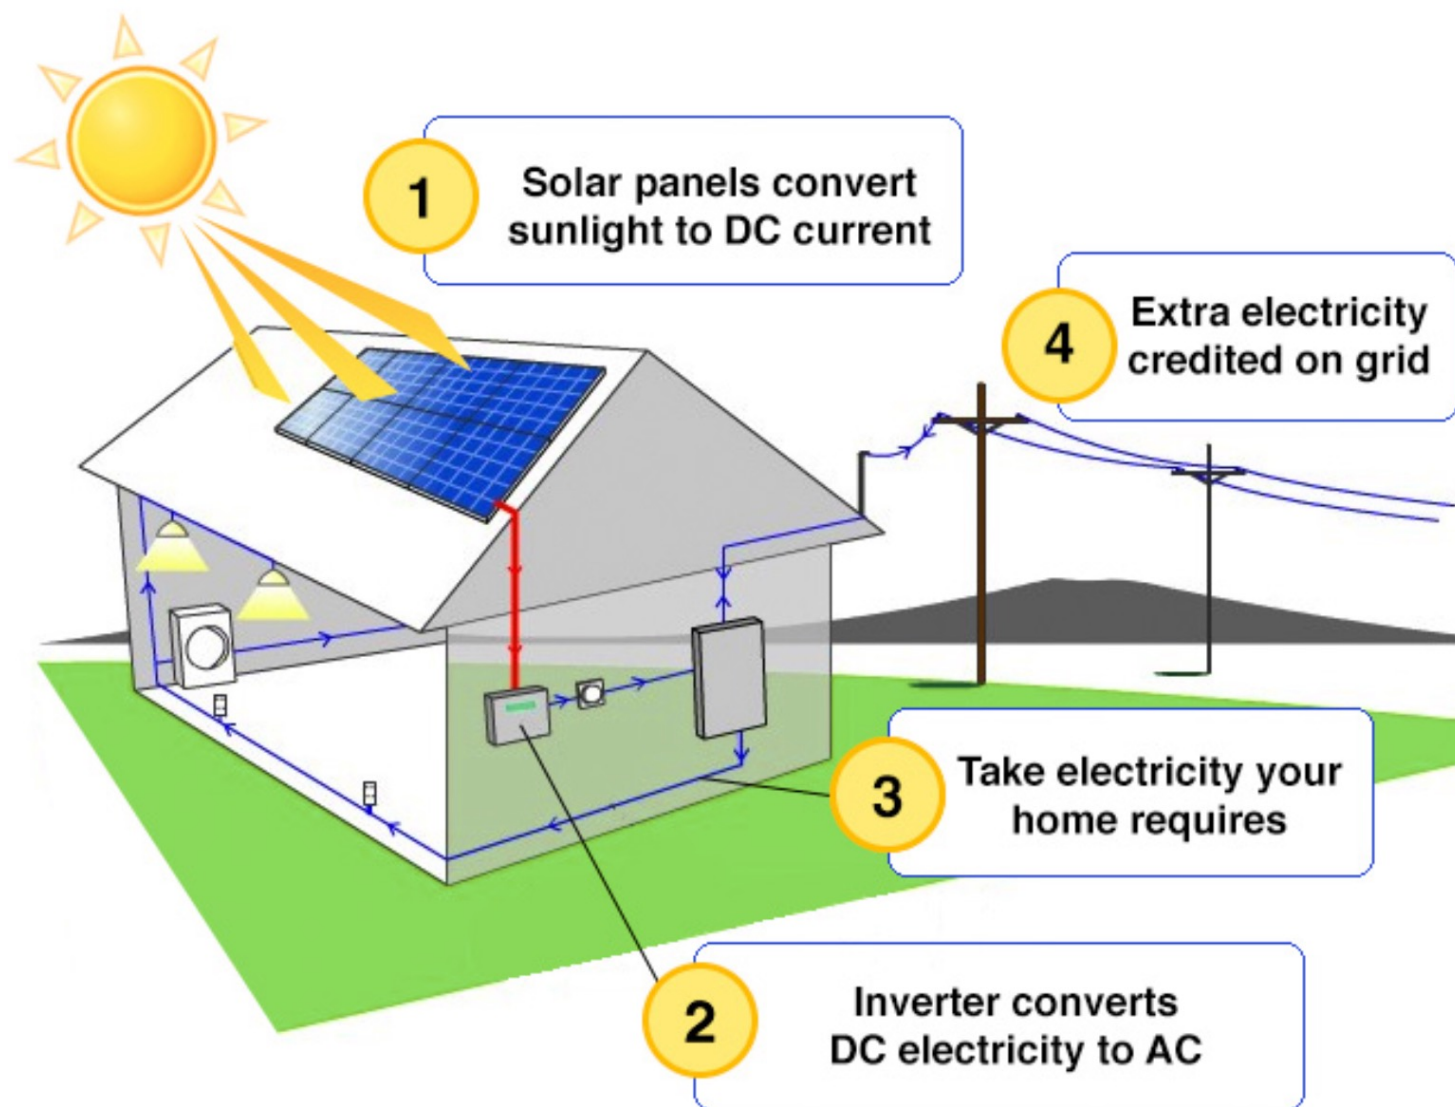 1
Solar panels convert
sunlight to DC current
4
Extra electricity
credited on grid
3
Take electricity your
home requires
2
Inverter converts
DC electricity to AC